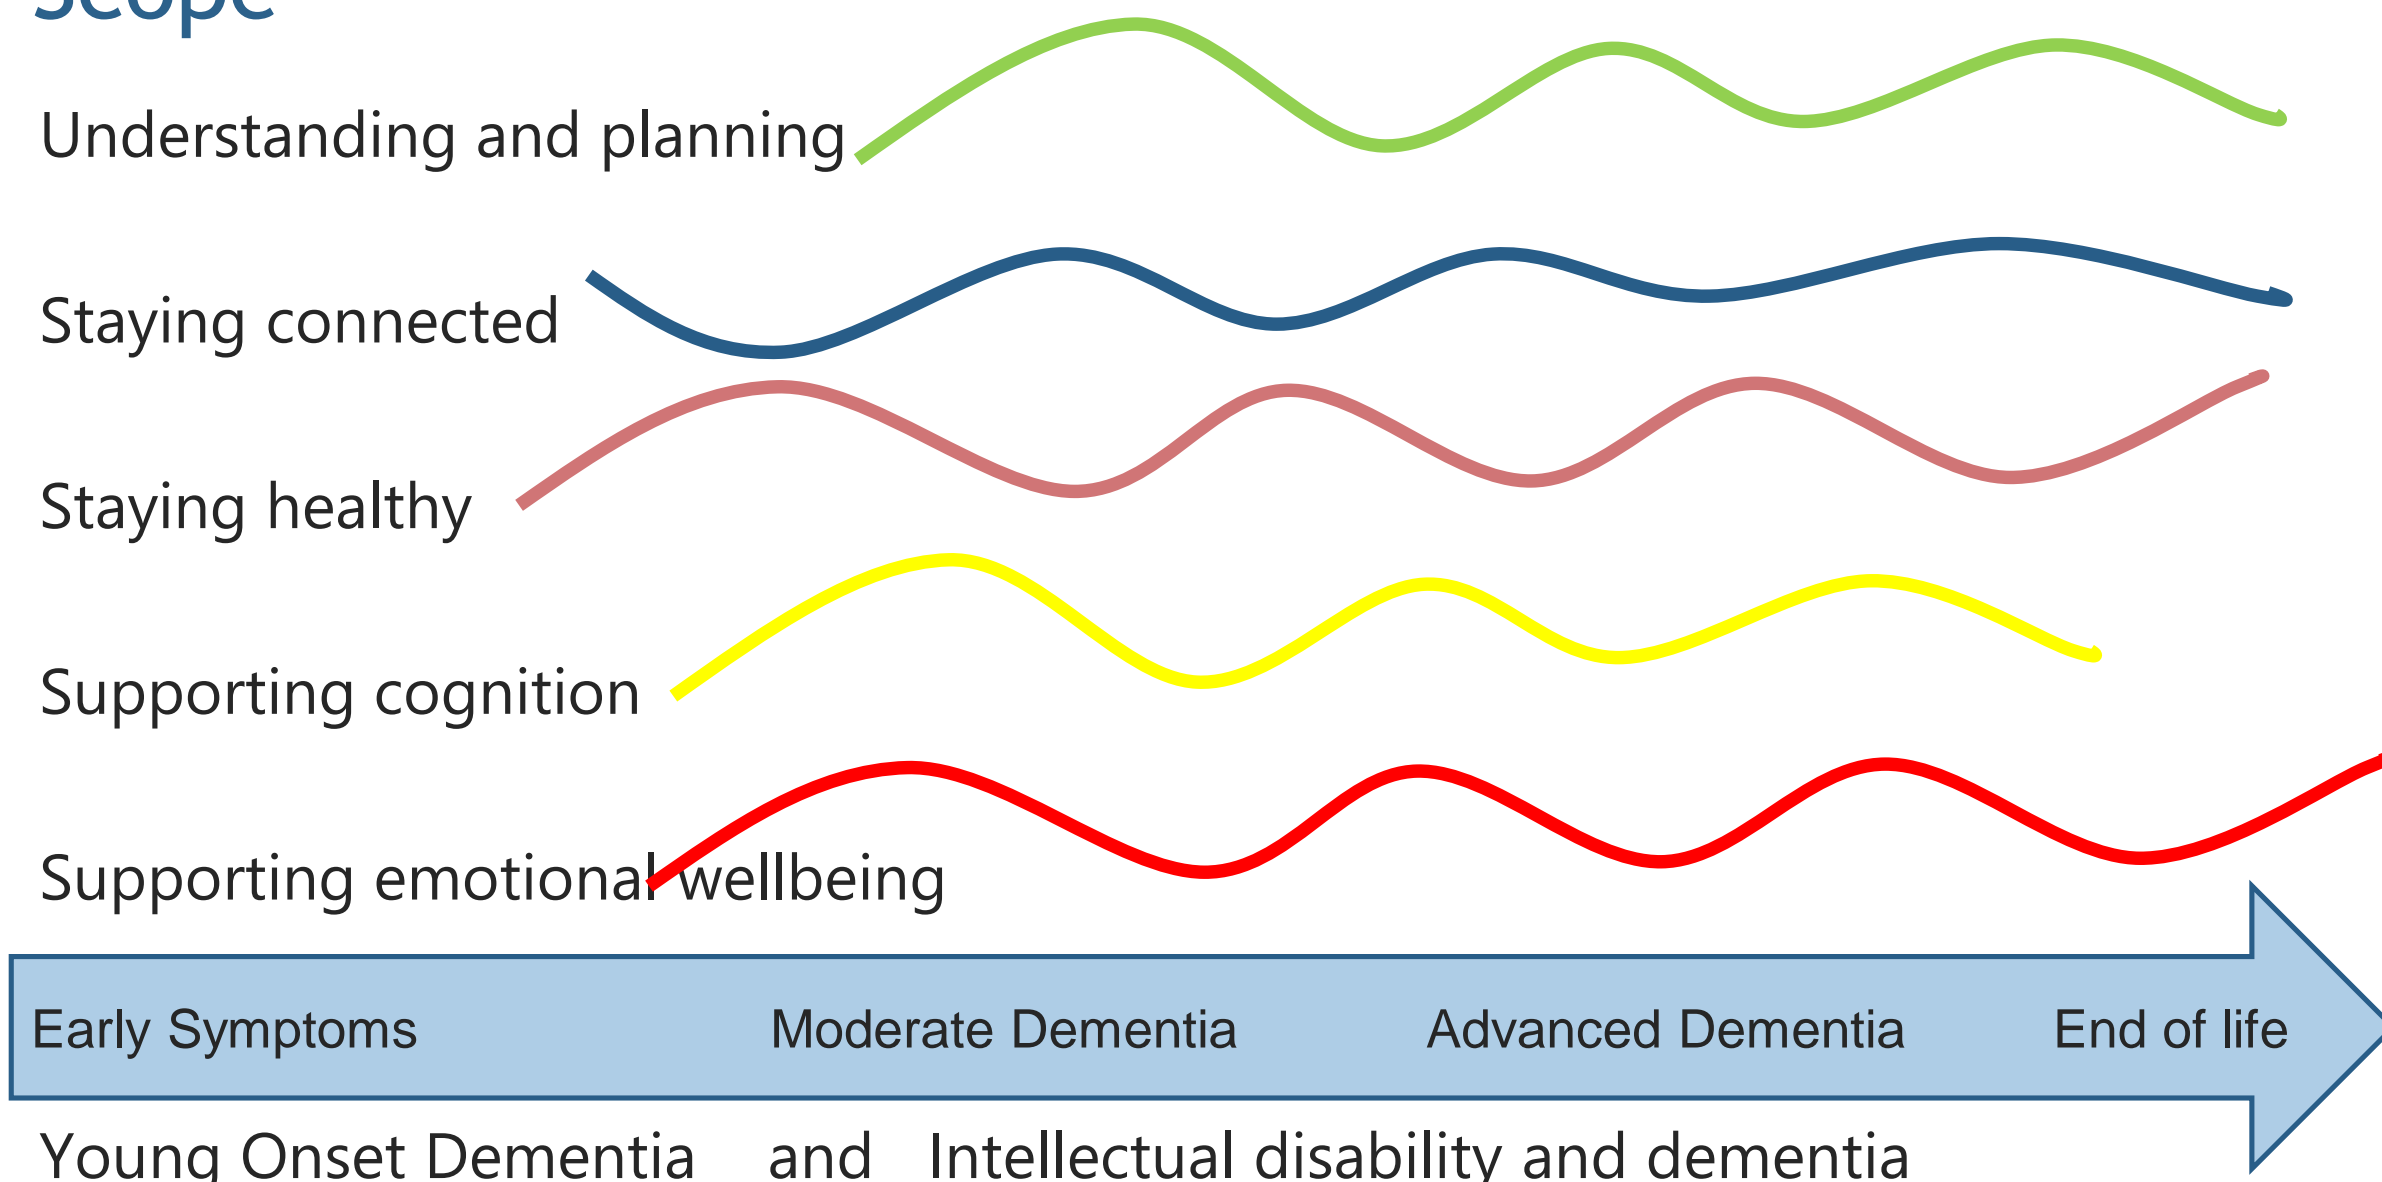 Scope
Understanding and planning
Staying connected
Staying healthy
Supporting cognition
Supporting emotional wellbeing
Early Symptoms Moderate Dementia Advanced Dementia End of life
Young Onset Dementia and Intellectual disability and dementia